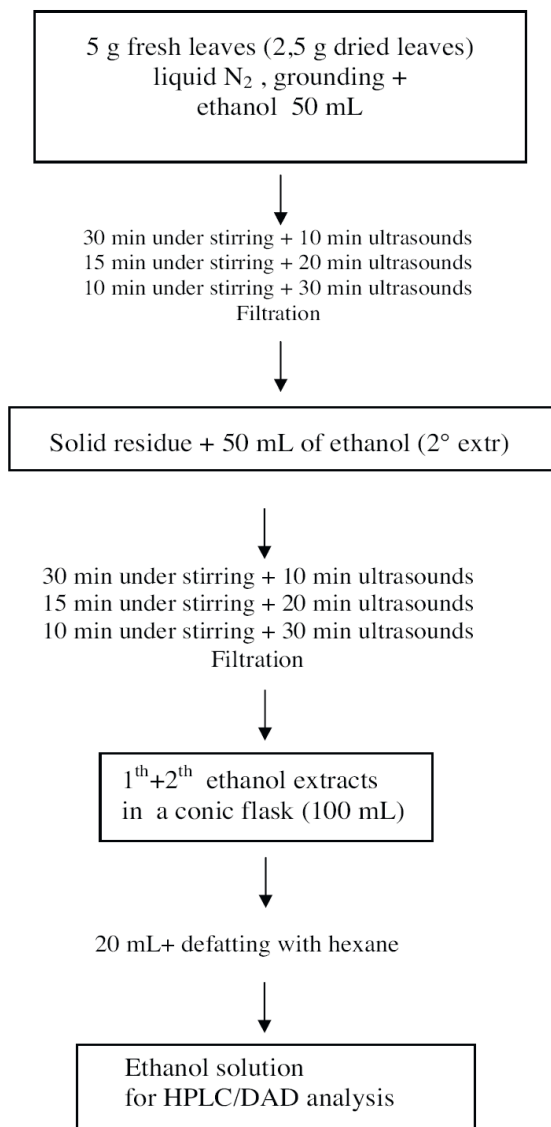 5 g fresh leaves (2,5 g dried leaves)
liquid N₂ , grounding +
ethanol 50 mL
30 min under stirring + 10 min ultrasounds
15 min under stirring + 20 min ultrasounds
10 min under stirring + 30 min ultrasounds
Filtration
Solid residue + 50 mL of ethanol (2° extr)
30 min under stirring + 10 min ultrasounds
15 min under stirring + 20 min ultrasounds
10 min under stirring + 30 min ultrasounds
Filtration
1ᵗʰ+2ᵗʰ ethanol extracts
in a conic flask (100 mL)
20 mL+ defatting with hexane
Ethanol solution
for HPLC/DAD analysis